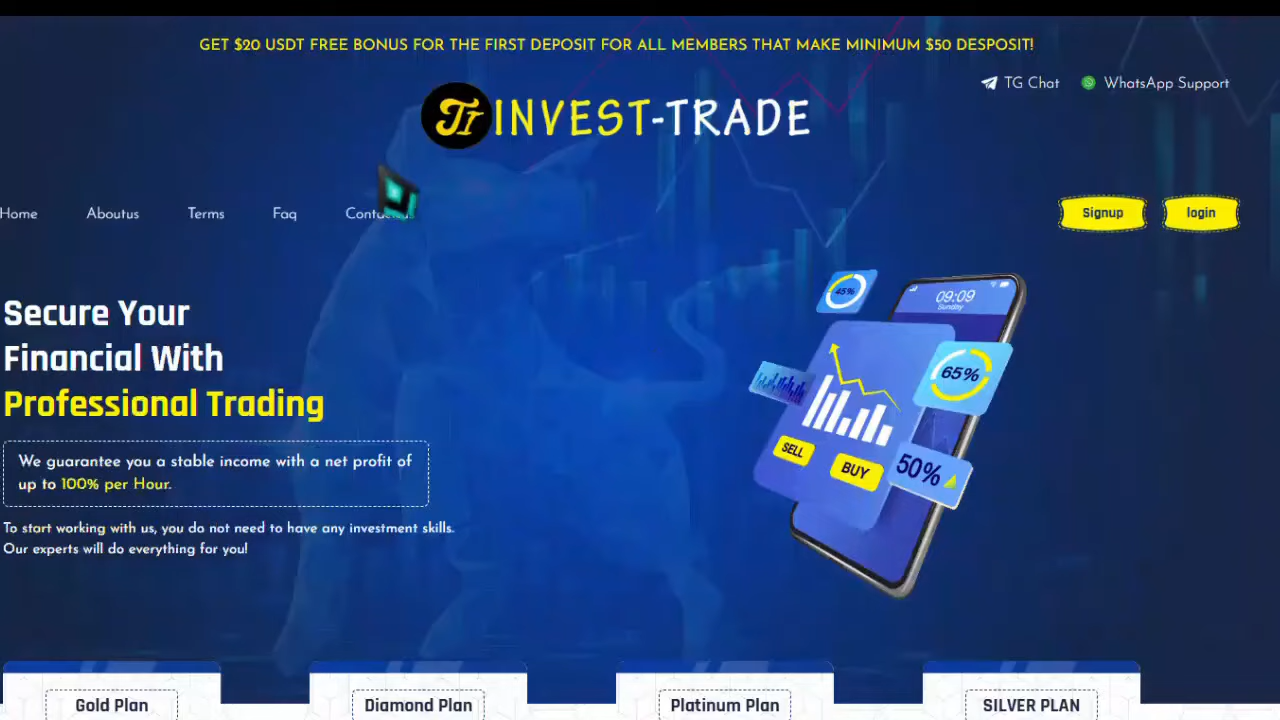 GET $20 USDT FREE BONUS FOR THE FIRST DEPOSIT FOR ALL MEMBERS THAT MAKE MINIMUM $50 DESPOSIT!
TG Chat WhatsApp Support
INVEST-TRADE
Home Aboutus Terms Faq
Signup login
Secure Your
Financial With
Professional Trading
We guarantee you a stable income with a net profit of
up to 100% per Hour.
To start working with us, you do not need to have any investment skills.
Our experts will do everything for you!
45%
09:09
Sunday
65%
SELL
BUY
50%
Gold Plan Diamond Plan Platinum Plan SILVER PLAN